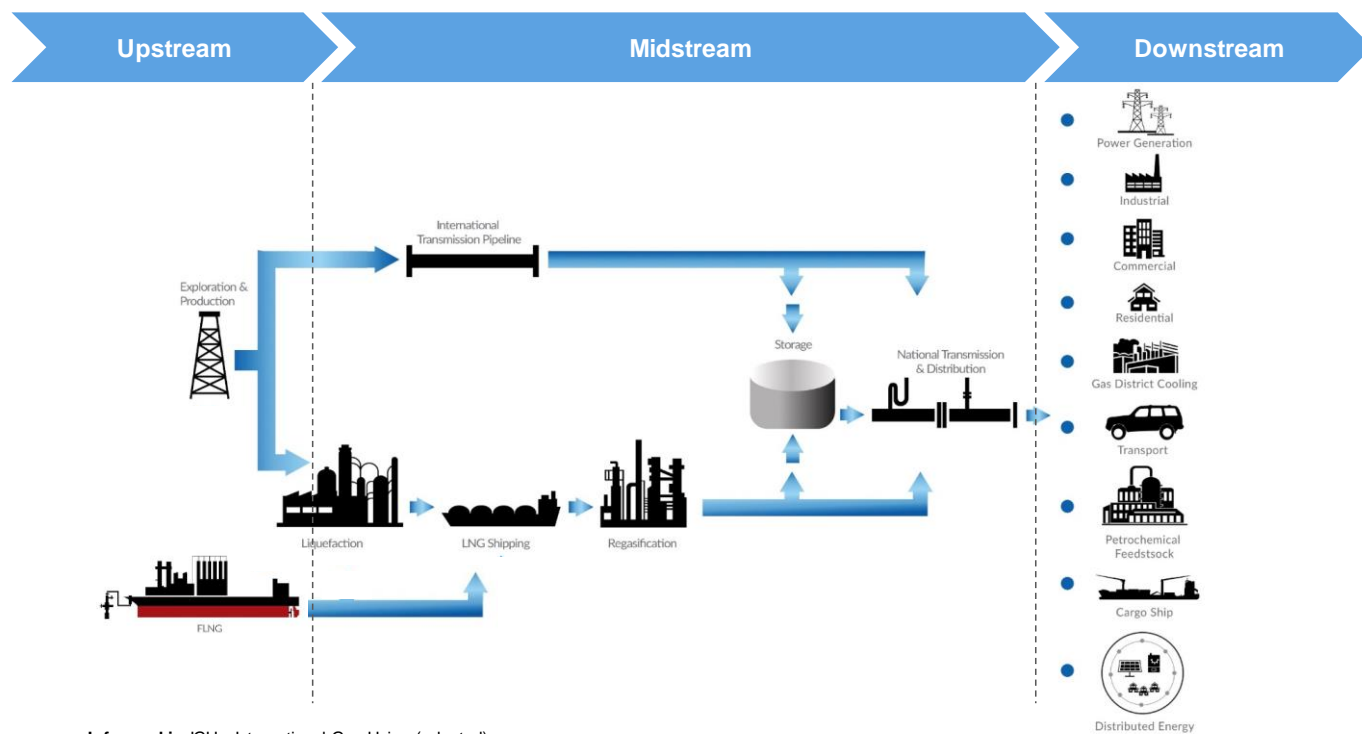 Upstream
Midstream
Downstream
Power Generation
Industrial
Commercial
Residential
Gas District Cooling
Transport
Petrochemical
Feedstsock
Cargo Ship
Distributed Energy
International
Transmission Pipeline
Exploration &
Production
Storage
National Transmission
& Distribution
Liquefaction
LNG Shipping
Regasification
FLNG